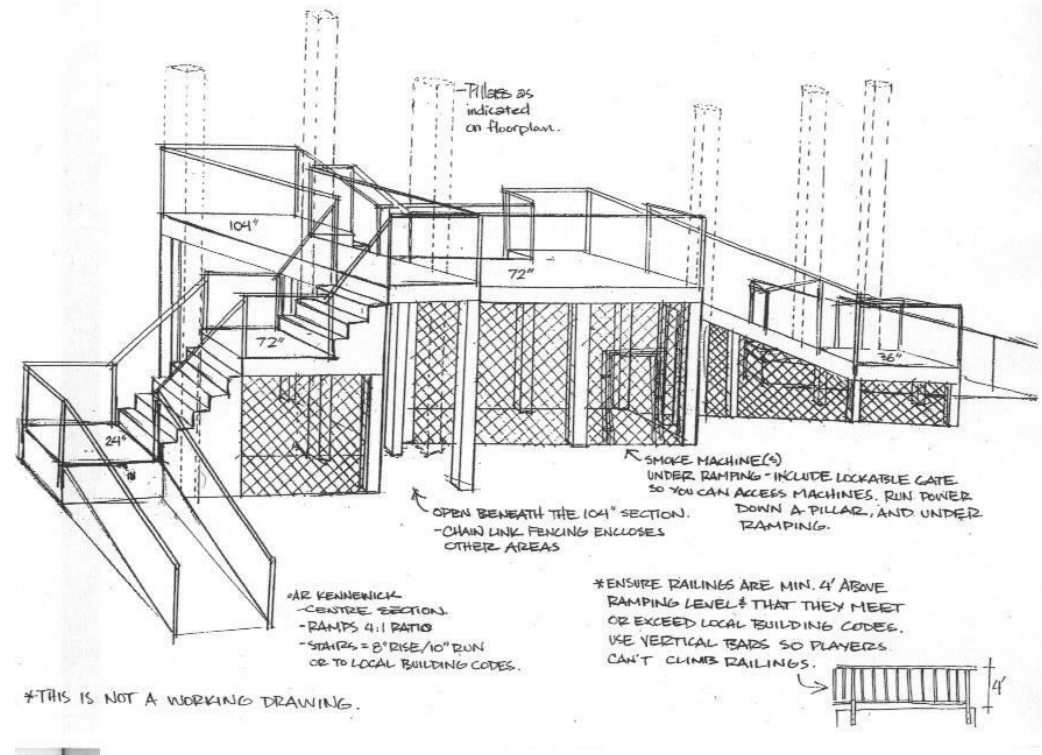 -Pillars as
indicated
on floorplan.
104"
72"
72"
36"
24"
SMOKE MACHINE(S)
UNDER RAMPING - INCLUDE LOCKABLE GATE
SO YOU CAN ACCESS MACHINES. RUN POWER
DOWN A PILLAR, AND UNDER
RAMPING.
OPEN BENEATH THE 104" SECTION.
-CHAIN LINK FENCING ENCLOSES
OTHER AREAS
KENNEWICK
-CENTRE SECTION
-RAMPS 4:1 RATIO
-STAIRS = 8" RISE/10" RUN
OR TO LOCAL BUILDING CODES.
*ENSURE RAILINGS ARE MIN. 4' ABOVE
RAMPING LEVEL & THAT THEY MEET
OR EXCEED LOCAL BUILDING CODES.
USE VERTICAL BARS SO PLAYERS
CAN'T CLIMB RAILINGS.
4'
*THIS IS NOT A WORKING DRAWING.